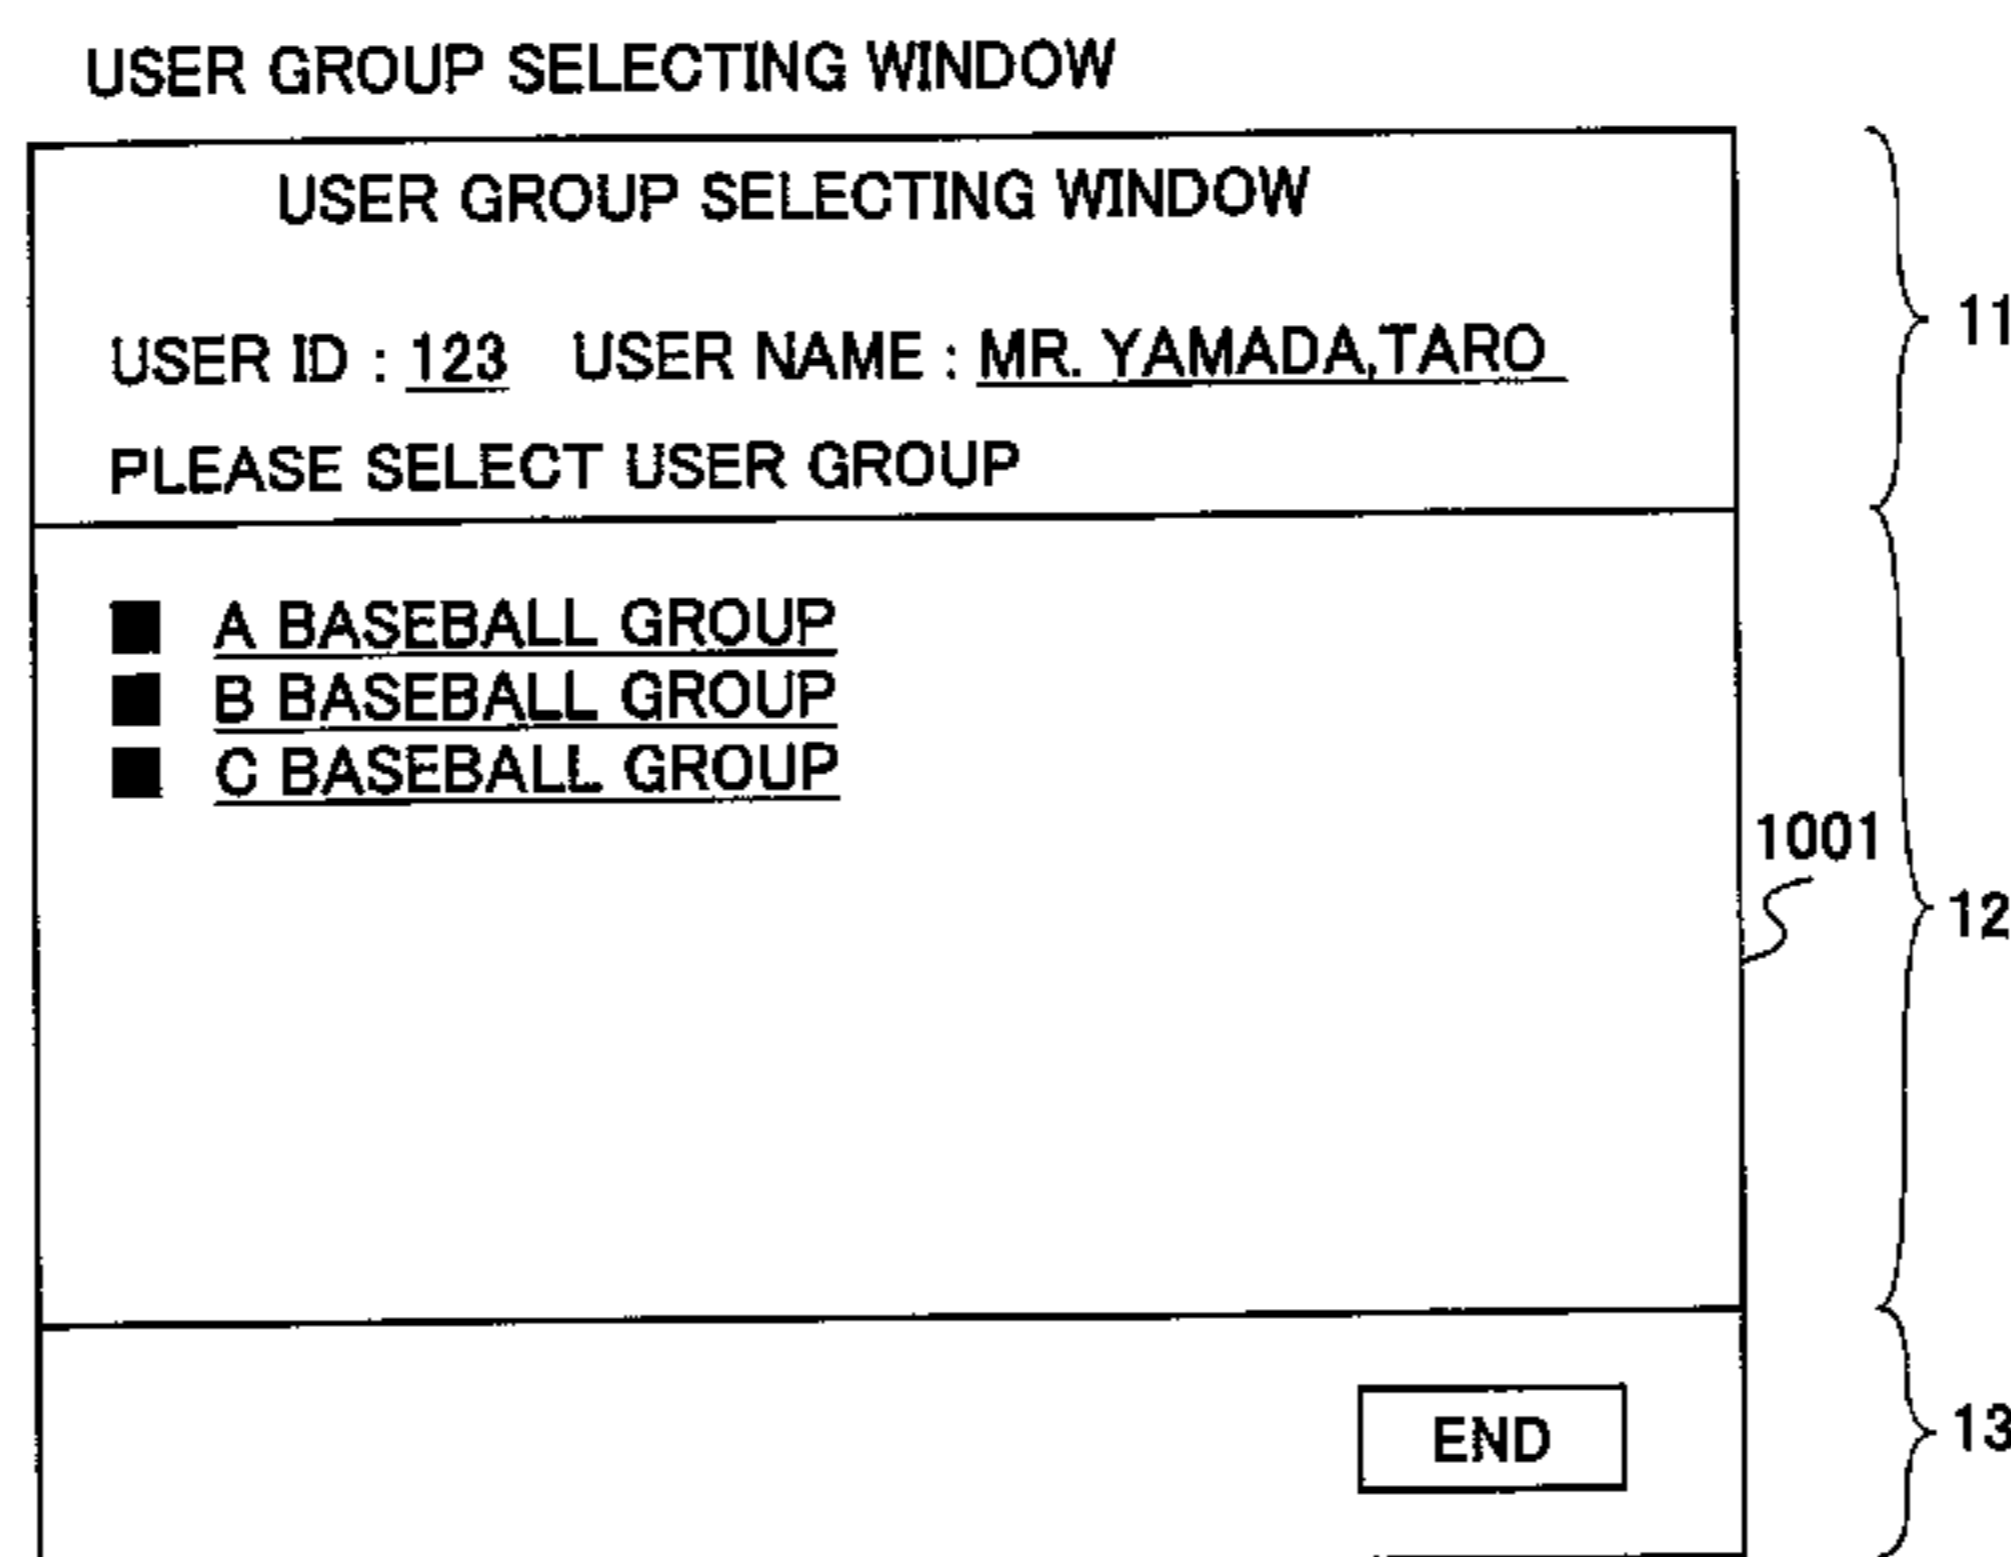 USER GROUP SELECTING WINDOW
USER GROUP SELECTING WINDOW
11
USER ID : 123 USER NAME : MR. YAMADA,TARO
PLEASE SELECT USER GROUP
■ A BASEBALL GROUP
■ B BASEBALL GROUP
■ C BASEBALL GROUP
1001
12
END
13